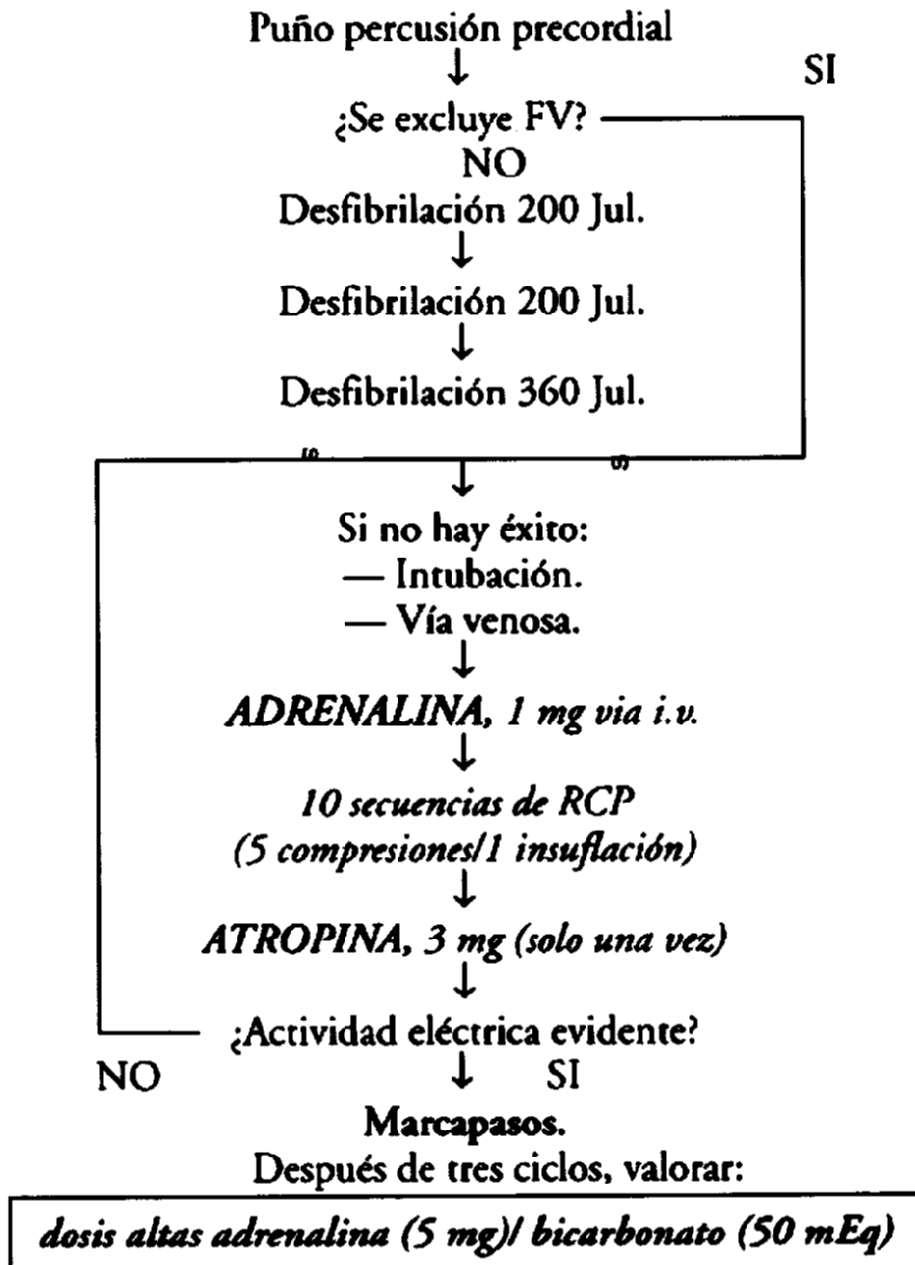 Puño percusión precordial
SI
¿Se excluye FV?
NO
Desfibrilación 200 Jul.
Desfibrilación 200 Jul.
Desfibrilación 360 Jul.
Si no hay éxito:
— Intubación.
— Vía venosa.
ADRENALINA, 1 mg via i.v.
10 secuencias de RCP
(5 compresiones/1 insuflación)
ATROPINA, 3 mg (solo una vez)
¿Actividad eléctrica evidente?
NO
SI
Marcapasos.
Después de tres ciclos, valorar:
dosis altas adrenalina (5 mg)/ bicarbonato (50 mEq)